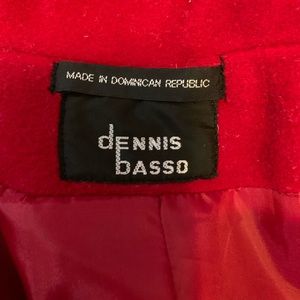 MADE IN DOMINICAN REPUBLIC
dENNIS
bASSO